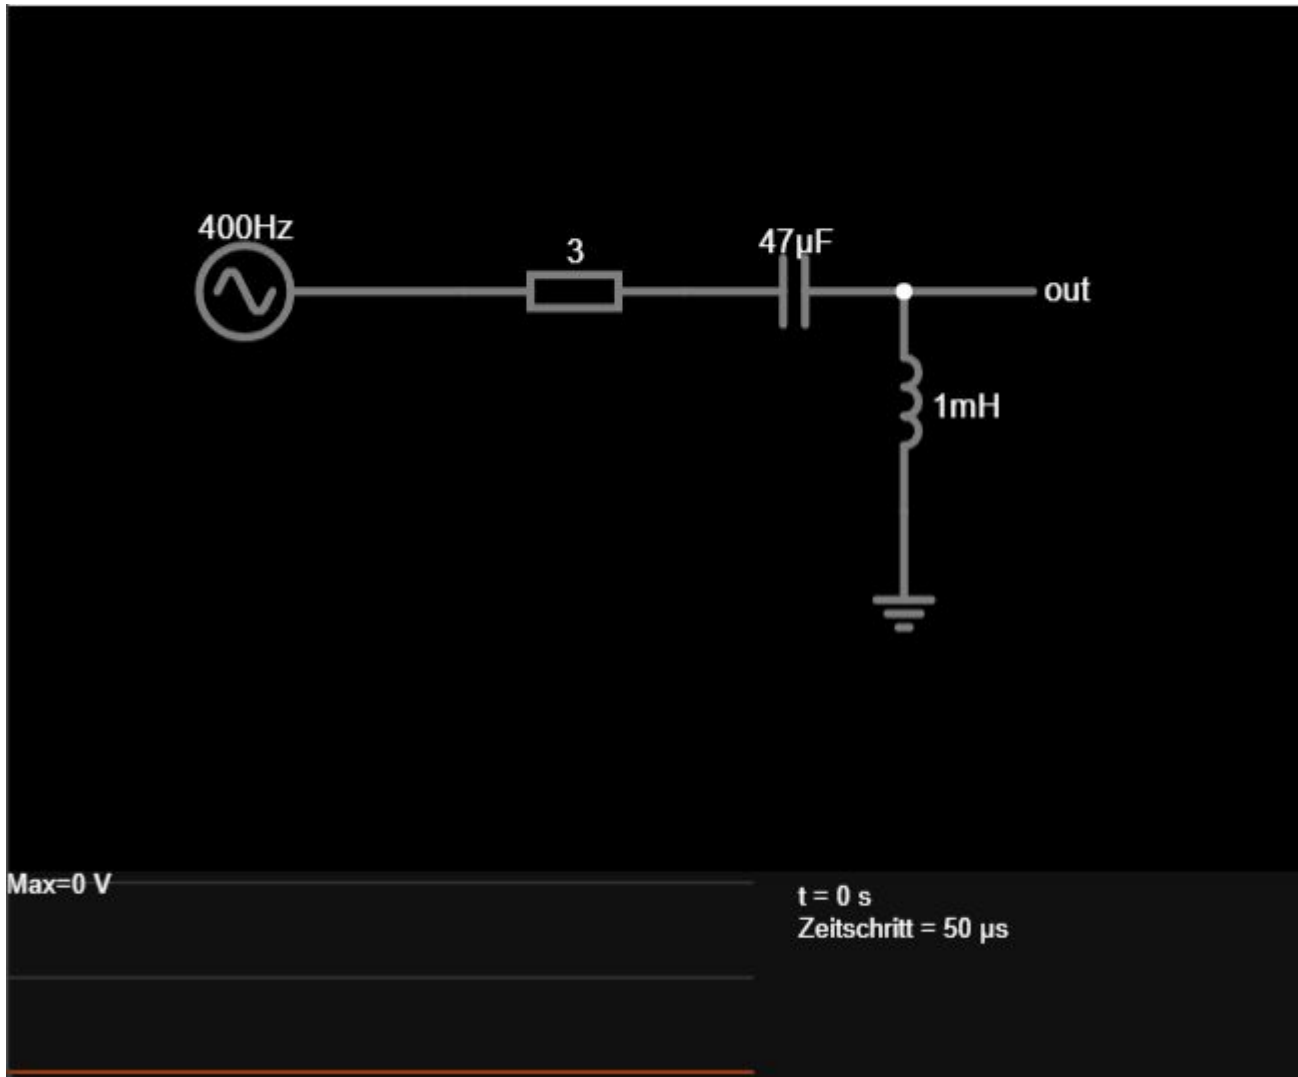 400Hz
3
47µF
out
1mH
Max=0 V
t = 0 s
Zeitschritt = 50 µs